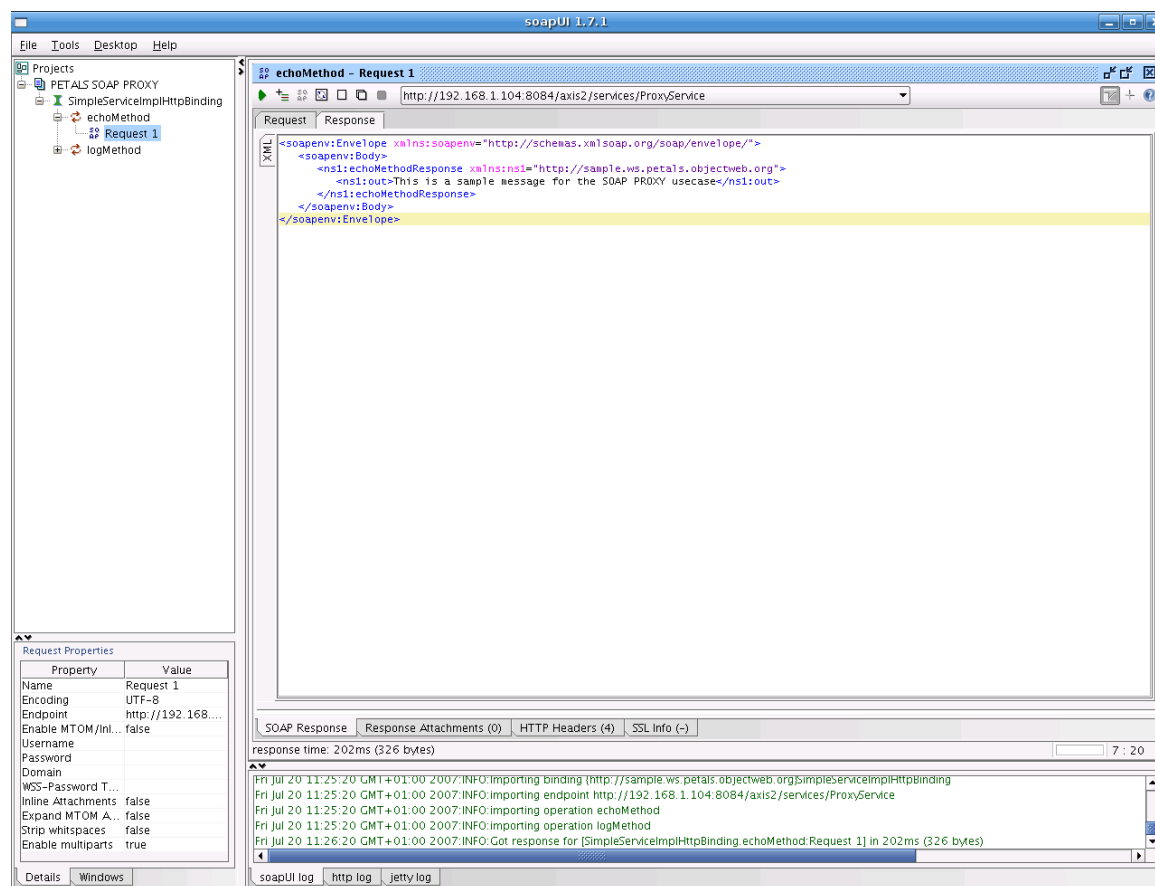 soapUI 1.7.1
File Tools Desktop Help
Projects
PETALS SOAP PROXY
SimpleServiceImplHttpBinding
echoMethod
Request 1
logMethod
echoMethod - Request 1
http://192.168.1.104:8084/axis2/services/ProxyService
Request Response
XML
<soapenv:Envelope xmlns:soapenv="http://schemas.xmlsoap.org/soap/envelope/">
<soapenv:Body>
<ns1:echoMethodResponse xmlns:ns1="http://sample.ws.petals.objectweb.org">
<ns1:out>This is a sample message for the SOAP PROXY usecase</ns1:out>
</ns1:echoMethodResponse>
</soapenv:Body>
</soapenv:Envelope>
Request Properties
Property Value
Name Request 1
Encoding UTF-8
Endpoint http://192.168....
Enable MTOM/Inl... false
Username
Password
Domain
WSS-Password T...
Inline Attachments false
Expand MTOM A... false
Strip whitespaces false
Enable multiparts true
Details Windows
SOAP Response Response Attachments (0) HTTP Headers (4) SSL Info (-)
response time: 202ms (326 bytes) 7 : 20
Fri Jul 20 11:25:20 GMT+01:00 2007:INFO:importing binding {http://sample.ws.petals.objectweb.org}SimpleServiceImplHttpBinding
Fri Jul 20 11:25:20 GMT+01:00 2007:INFO:importing endpoint http://192.168.1.104:8084/axis2/services/ProxyService
Fri Jul 20 11:25:20 GMT+01:00 2007:INFO:importing operation echoMethod
Fri Jul 20 11:25:20 GMT+01:00 2007:INFO:importing operation logMethod
Fri Jul 20 11:26:20 GMT+01:00 2007:INFO:Got response for [SimpleServiceImplHttpBinding.echoMethod:Request 1] in 202ms (326 bytes)
soapUI log http log jetty log